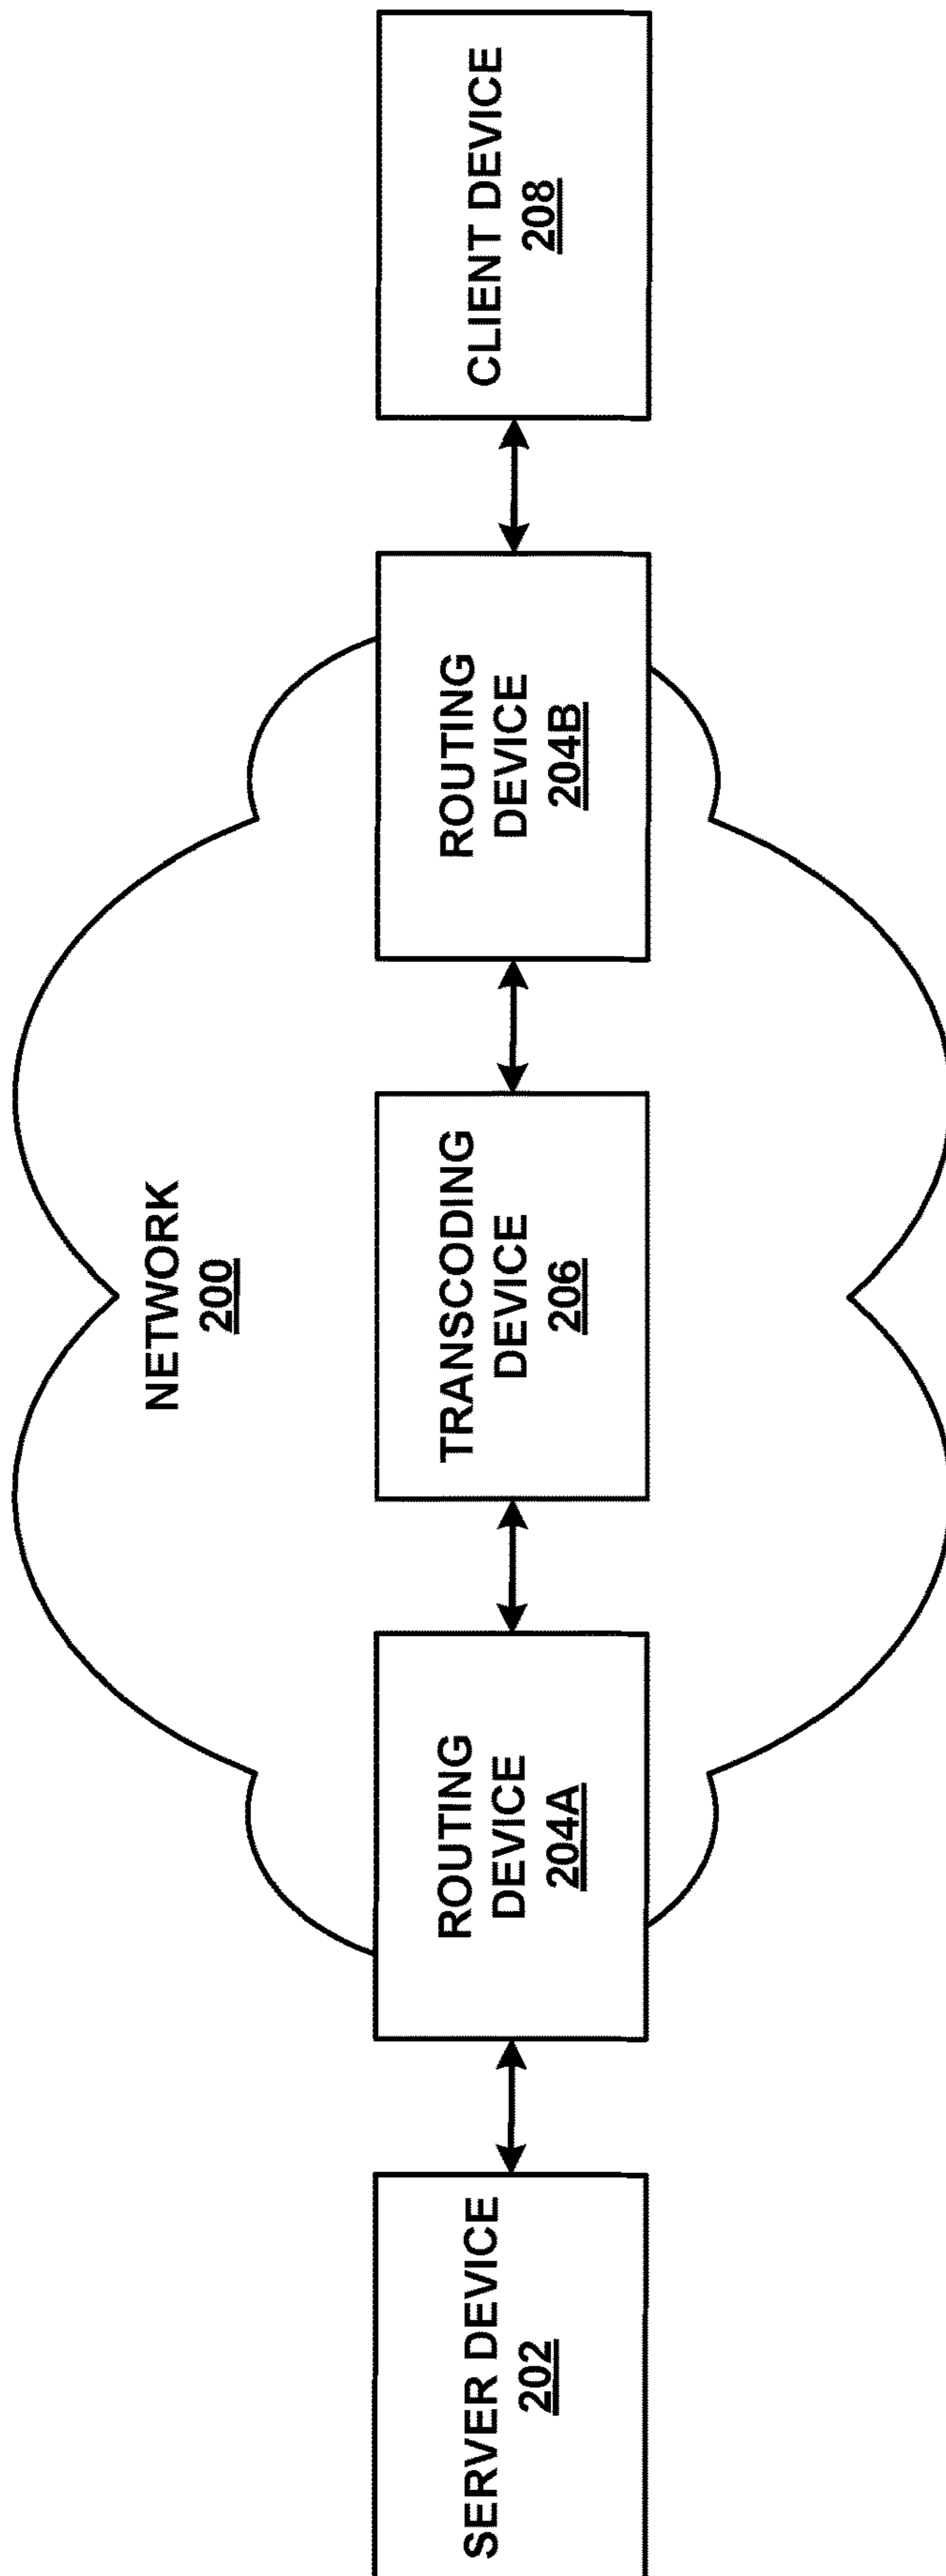 NETWORK
200
SERVER DEVICE
202
ROUTING
DEVICE
204A
TRANSCODING
DEVICE
206
ROUTING
DEVICE
204B
CLIENT DEVICE
208